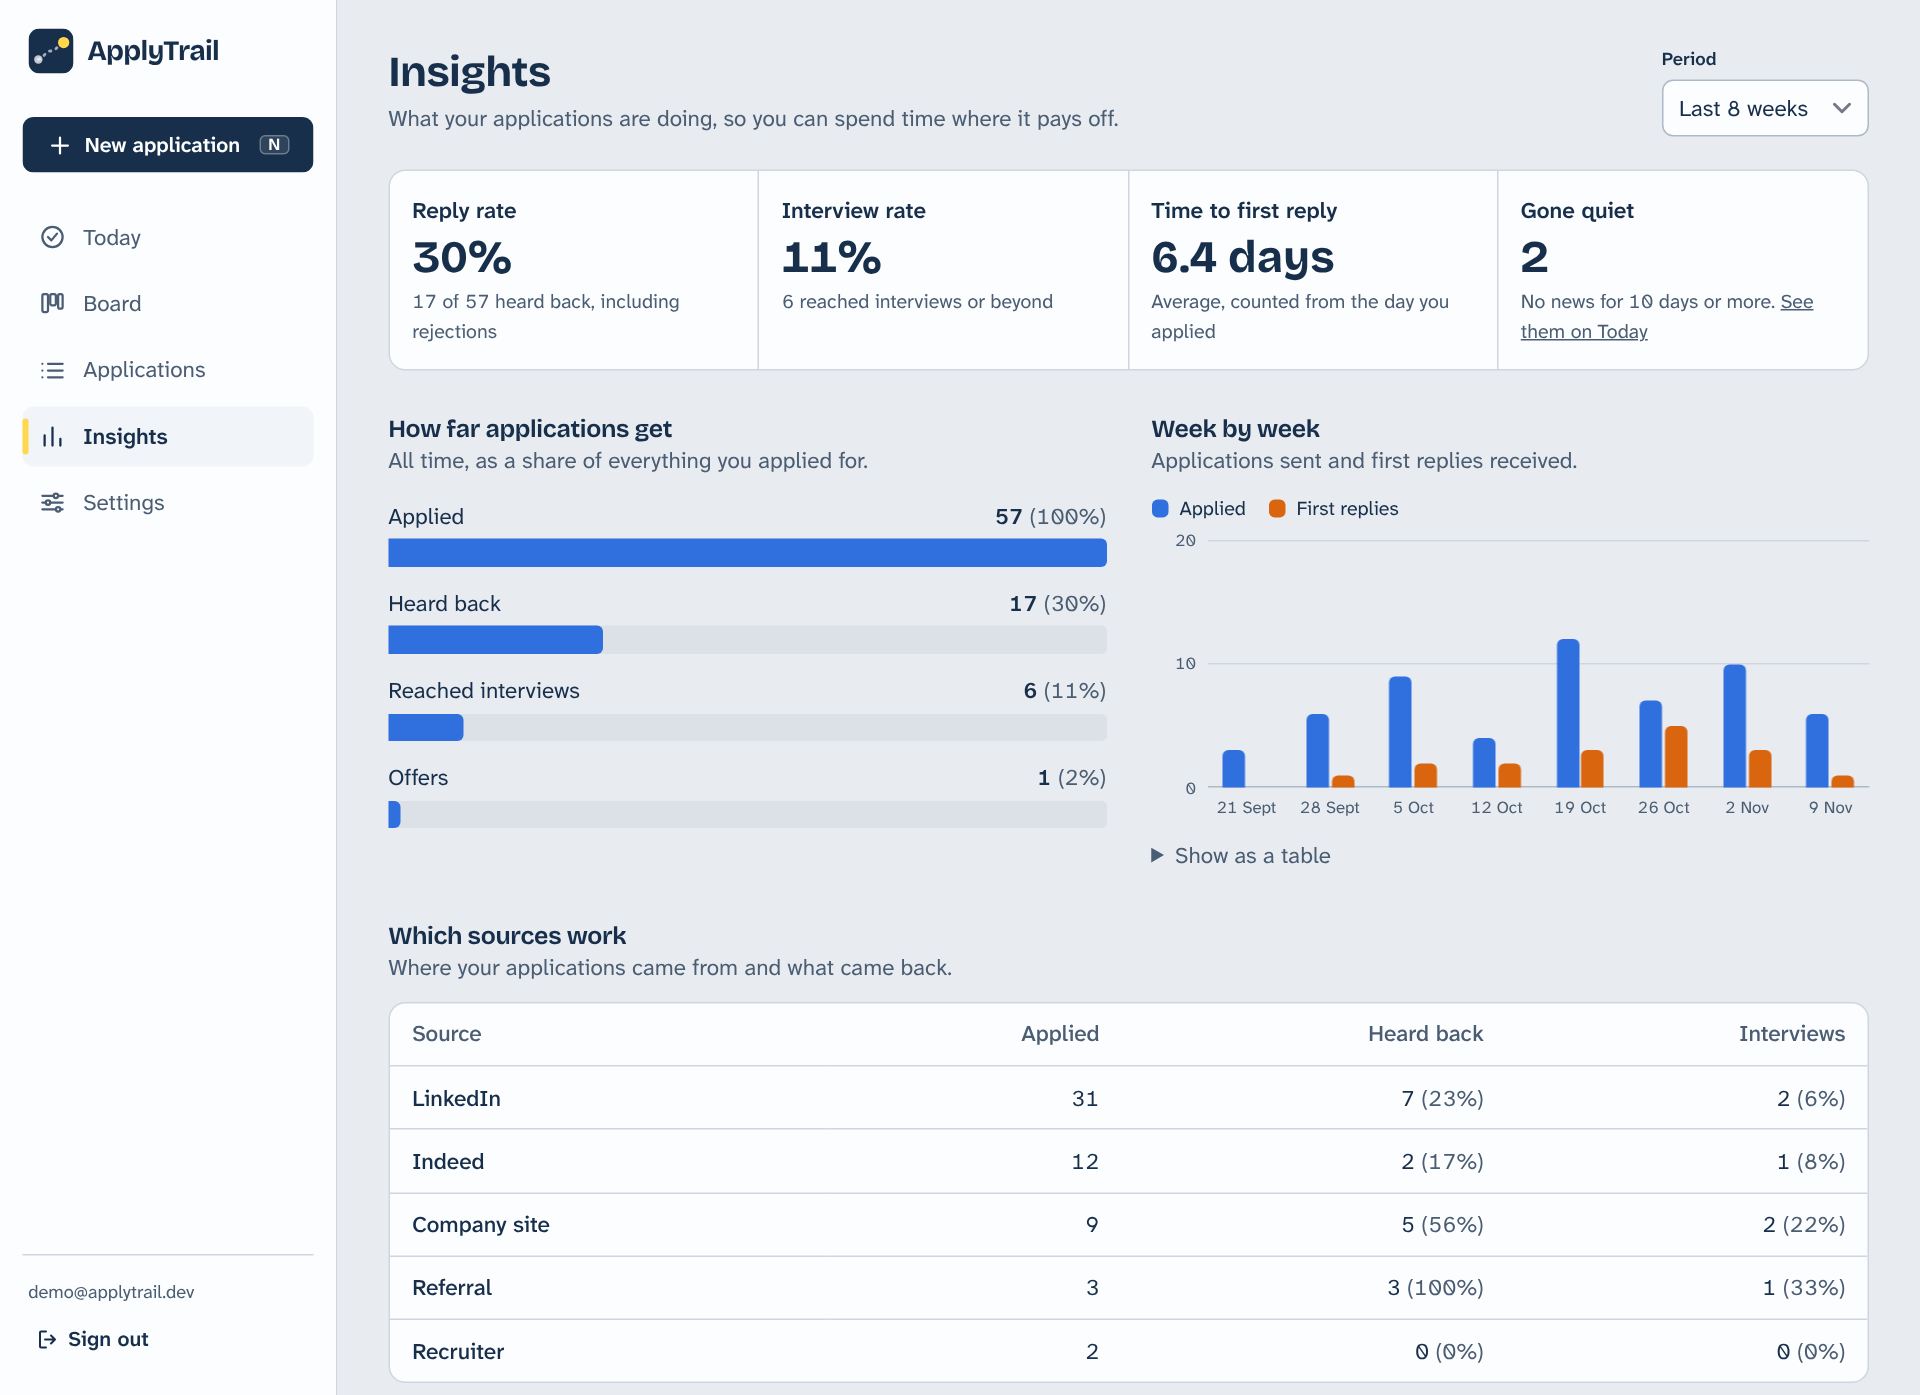 ApplyTrail
New application N
Today
Board
Applications
Insights
Settings
demo@applytrail.dev
Sign out
Insights
What your applications are doing, so you can spend time where it pays off.
Period
Last 8 weeks
Reply rate
30%
17 of 57 heard back, including
rejections
Interview rate
11%
6 reached interviews or beyond
Time to first reply
6.4 days
Average, counted from the day you
applied
Gone quiet
2
No news for 10 days or more. See
them on Today
How far applications get
All time, as a share of everything you applied for.
Applied 57 (100%)
Heard back 17 (30%)
Reached interviews 6 (11%)
Offers 1 (2%)
Week by week
Applications sent and first replies received.
Applied First replies
20
10
0
21 Sept 28 Sept 5 Oct 12 Oct 19 Oct 26 Oct 2 Nov 9 Nov
Show as a table
Which sources work
Where your applications came from and what came back.
Source Applied Heard back Interviews
LinkedIn 31 7 (23%) 2 (6%)
Indeed 12 2 (17%) 1 (8%)
Company site 9 5 (56%) 2 (22%)
Referral 3 3 (100%) 1 (33%)
Recruiter 2 0 (0%) 0 (0%)